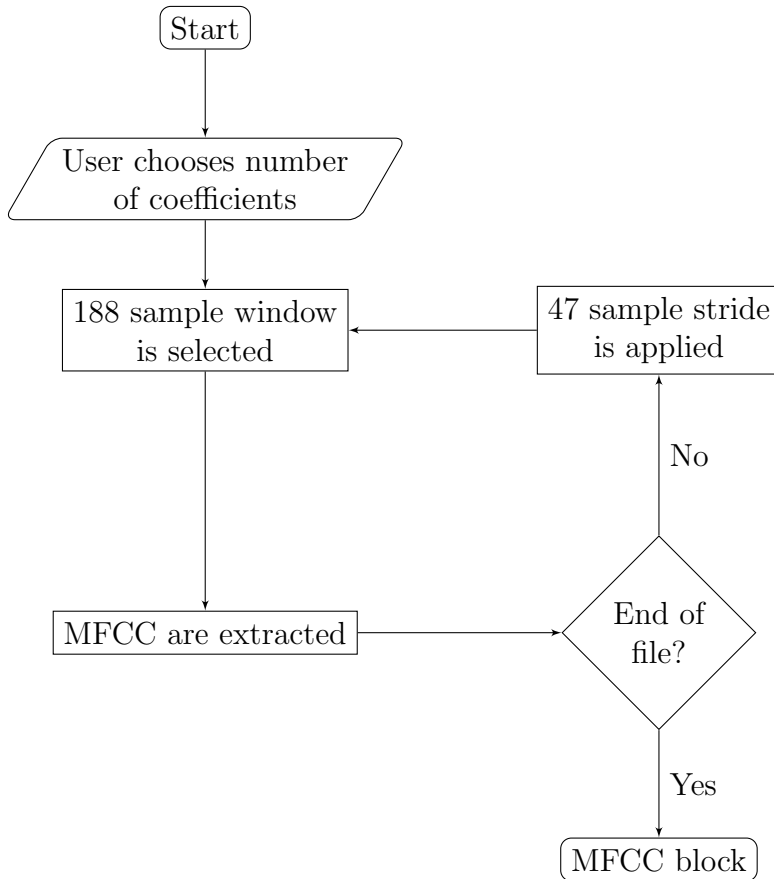 Start
User chooses number
of coefficients
188 sample window
is selected
47 sample stride
is applied
No
MFCC are extracted
End of
file?
Yes
MFCC block